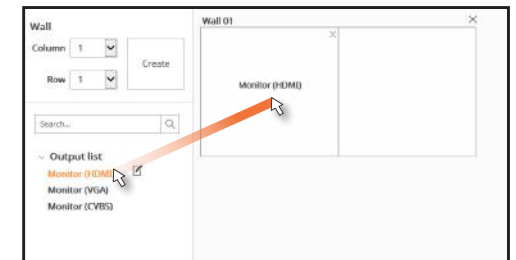 Wall
Column 1
Create
Row 1
Search...
Output list
Monitor (HDMI)
Monitor (VGA)
Monitor (CVBS)
Wall 01
Monitor (HDMI)